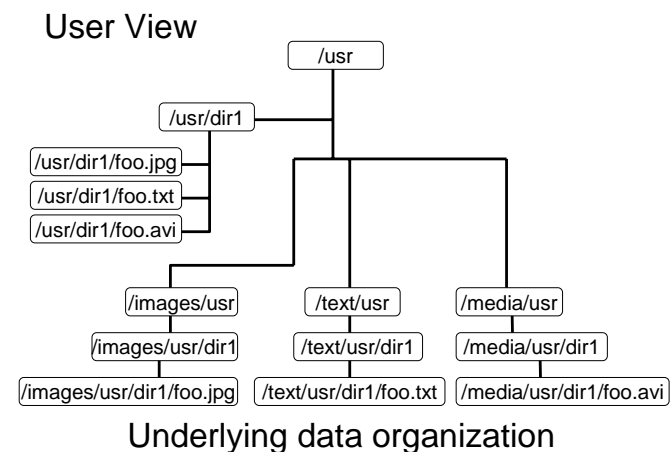 User View
/usr
/usr/dir1
/usr/dir1/foo.jpg
/usr/dir1/foo.txt
/usr/dir1/foo.avi
/images/usr
/text/usr
/media/usr
/images/usr/dir1
/text/usr/dir1
/media/usr/dir1
/images/usr/dir1/foo.jpg
/text/usr/dir1/foo.txt
/media/usr/dir1/foo.avi
Underlying data organization